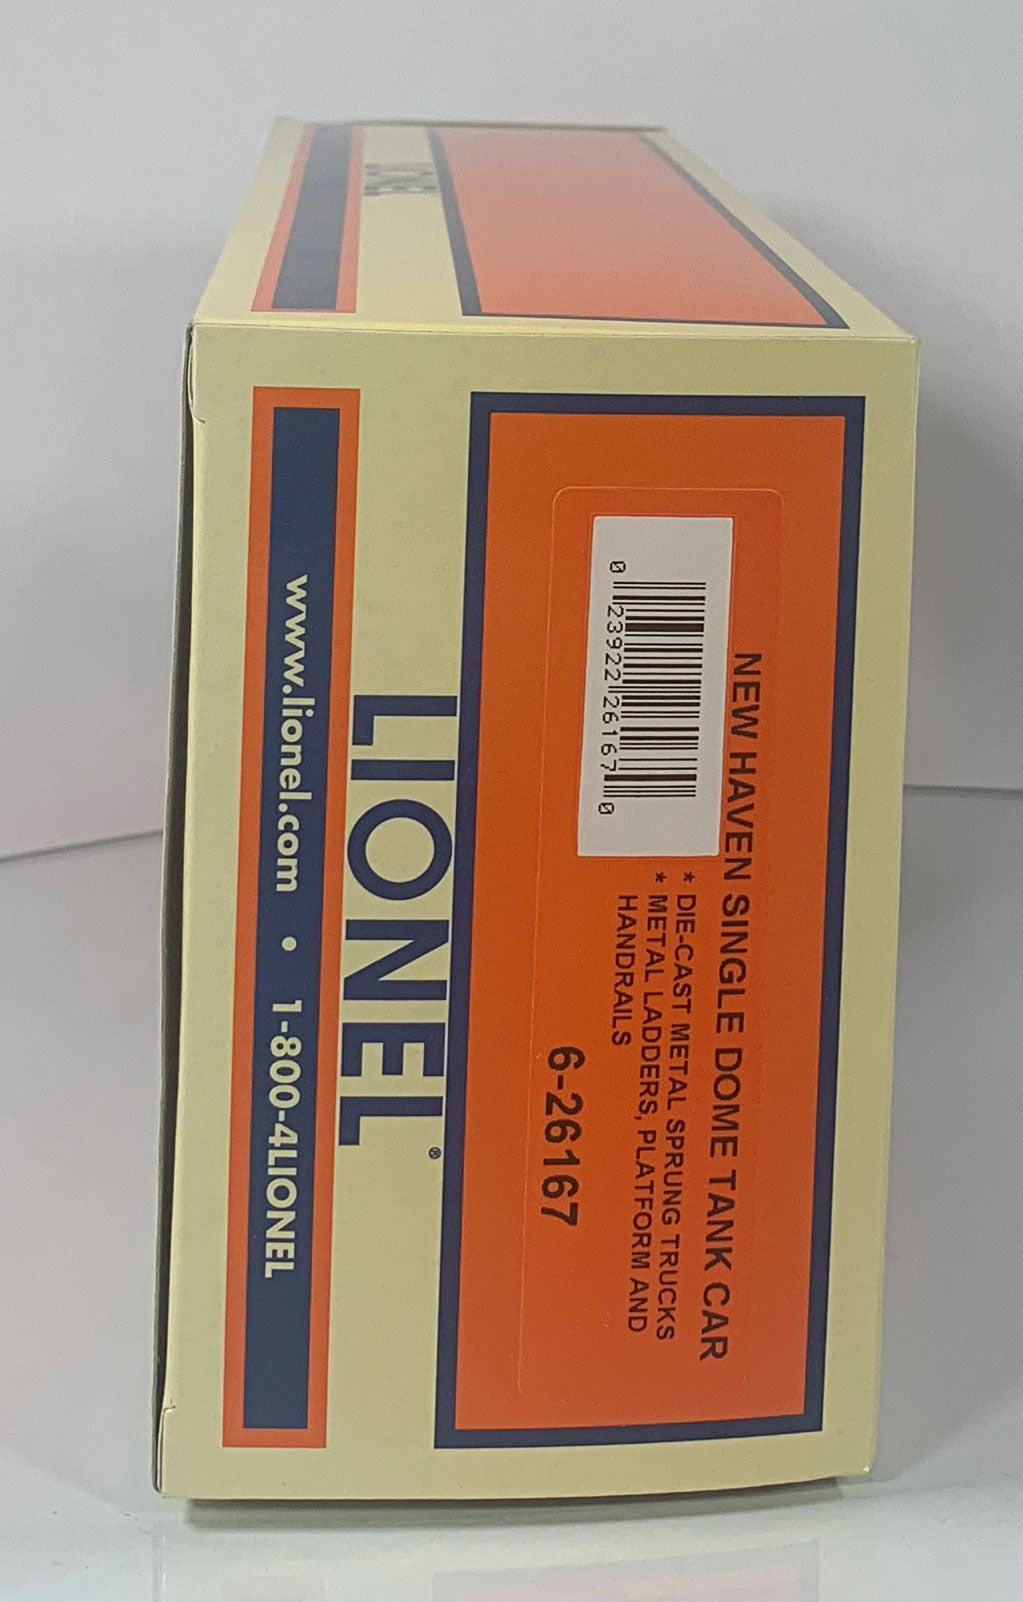 NEW HAVEN SINGLE DOME TANK CAR
* DIE-CAST METAL SPRUNG TRUCKS
* METAL LADDERS, PLATFORM AND
HANDRAILS
0 23922 26167 0
6-26167
LIONEL®
www.lionel.com • 1-800-4LIONEL